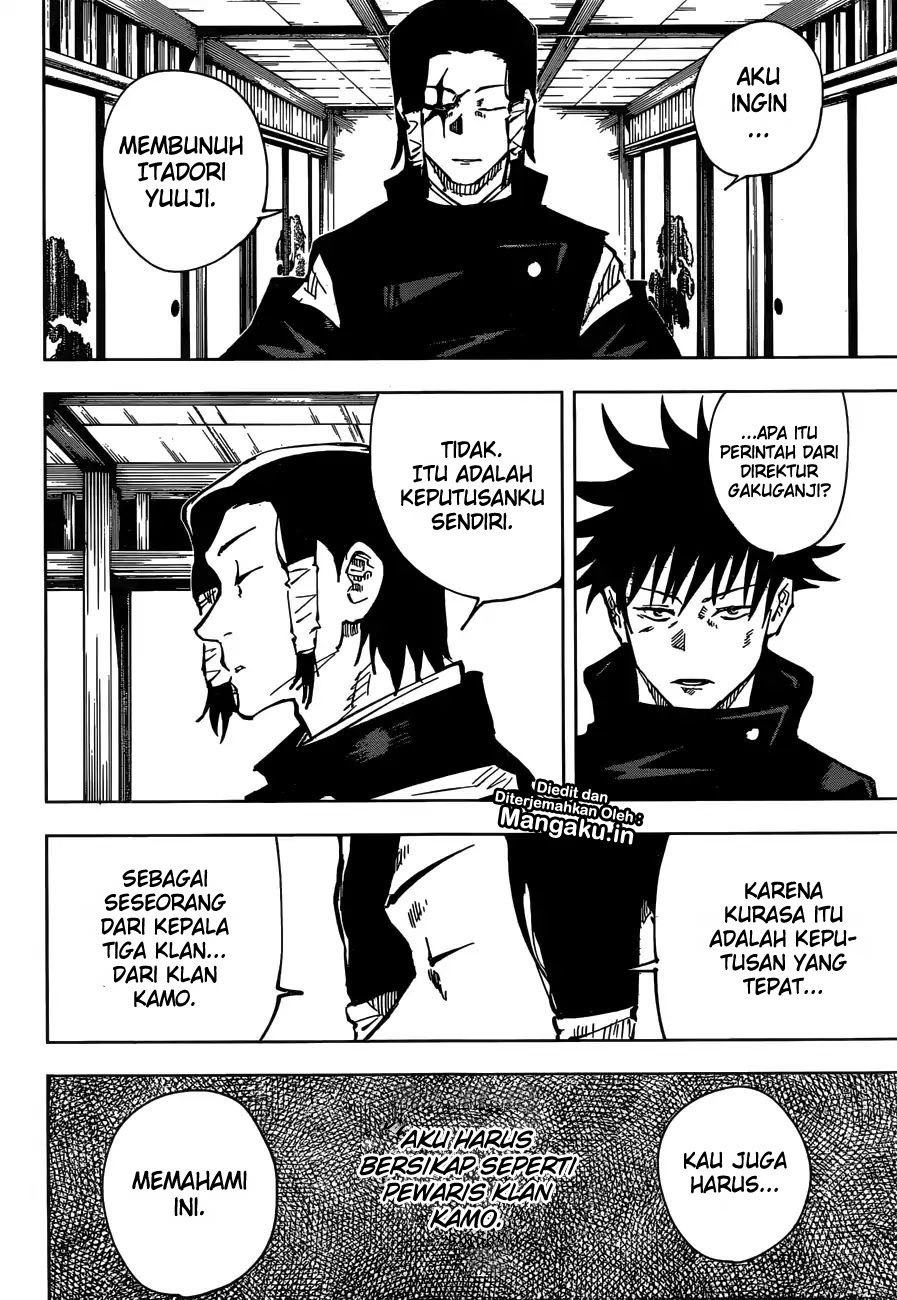 AKU
INGIN
...
MEMBUNUH
ITADORI
YUUJI.
...APA ITU
PERINTAH DARI
DIREKTUR
GAKUGANJI?
TIDAK.
ITU ADALAH
KEPUTUSANKU
SENDIRI.
Diedit dan
Diterjemahkan Oleh :
Mangaku.in
KARENA
KURASA ITU
ADALAH KEPU-
TUSAN YANG
TEPAT...
SEBAGAI
SESEORANG
DARI KEPALA
TIGA KLAN...
DARI KLAN
KAMO.
KAU JUGA
HARUS...
AKU HARUS
BERSIKAP SEPERTI
PEWARIS KLAN
KAMO.
MEMAHAMI
INI.